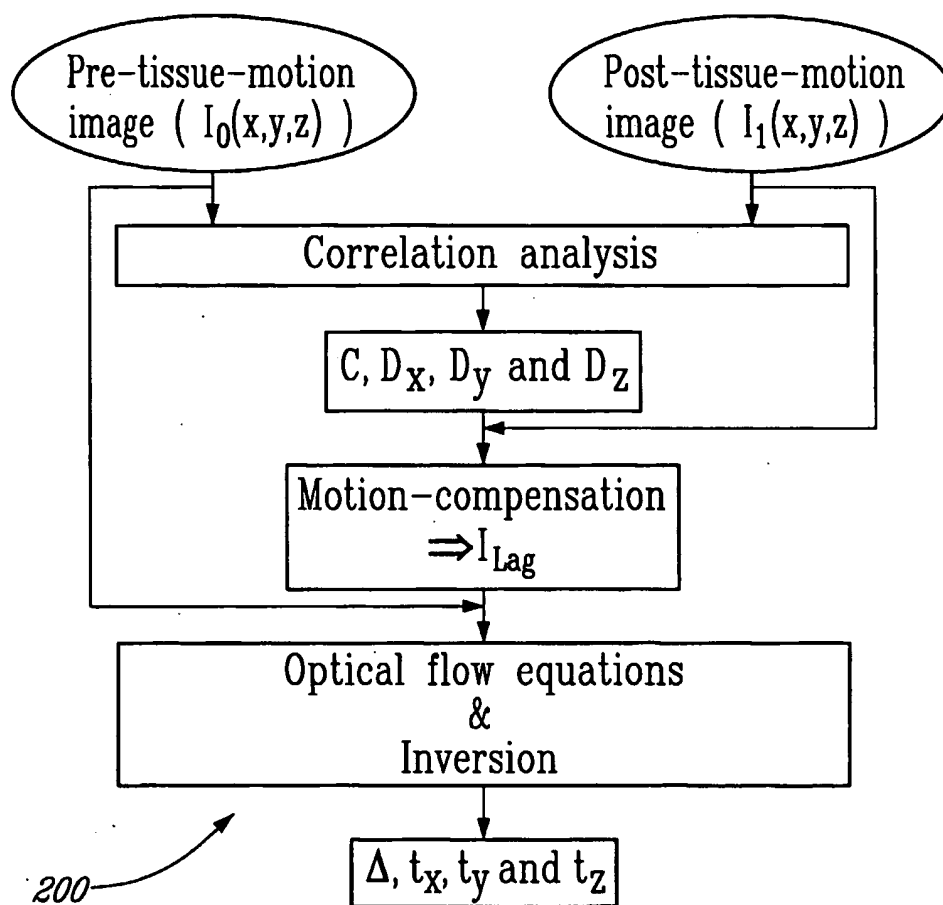 Pre-tissue-motion
image ( I₀(x,y,z) )
Post-tissue-motion
image ( I₁(x,y,z) )
Correlation analysis
C, Dx, Dy and Dz
Motion-compensation
⇒ILag
Optical flow equations
&
Inversion
Δ, tx, ty and tz
200